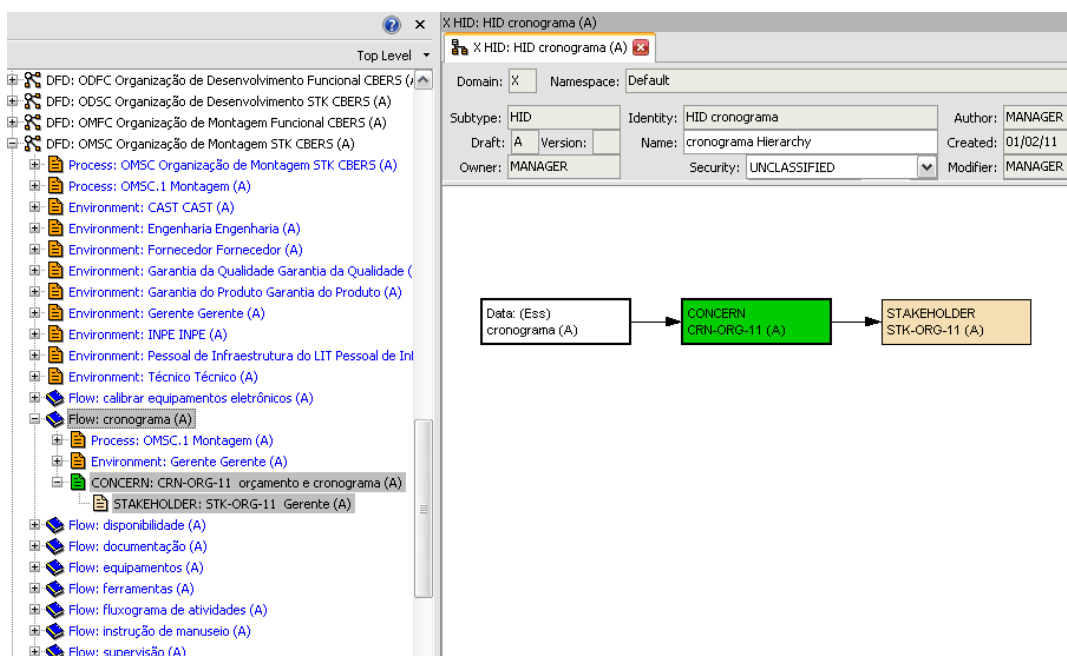 Top Level
DFD: ODFC Organização de Desenvolvimento Funcional CBERS (
DFD: ODSC Organização de Desenvolvimento STK CBERS (A)
DFD: OMFC Organização de Montagem Funcional CBERS (A)
DFD: OMSC Organização de Montagem STK CBERS (A)
Process: OMSC Organização de Montagem STK CBERS (A)
Process: OMSC.1 Montagem (A)
Environment: CAST CAST (A)
Environment: Engenharia Engenharia (A)
Environment: Fornecedor Fornecedor (A)
Environment: Garantia da Qualidade Garantia da Qualidade (
Environment: Garantia do Produto Garantia do Produto (A)
Environment: Gerente Gerente (A)
Environment: INPE INPE (A)
Environment: Pessoal de Infraestrutura do LIT Pessoal de
Environment: Técnico Técnico (A)
Flow: calibrar equipamentos eletrônicos (A)
Flow: cronograma (A)
Process: OMSC.1 Montagem (A)
Environment: Gerente Gerente (A)
CONCERN: CRN-ORG-11 orçamento e cronograma (A)
STAKEHOLDER: STK-ORG-11 Gerente (A)
Flow: disponibilidade (A)
Flow: documentação (A)
Flow: equipamentos (A)
Flow: ferramentas (A)
Flow: fluxograma de atividades (A)
Flow: instrução de manuseio (A)
Flow: supervisão (A)
X HID: HID cronograma (A)
X HID: HID cronograma (A)
Domain: X Namespace: Default
Subtype: HID Identity: HID cronograma Author: MANAGER
Draft: A Version: Name: cronograma Hierarchy Created: 01/02/11
Owner: MANAGER Security: UNCLASSIFIED Modifier: MANAGER
Data: (Ess)
cronograma (A)
CONCERN
CRN-ORG-11 (A)
STAKEHOLDER
STK-ORG-11 (A)